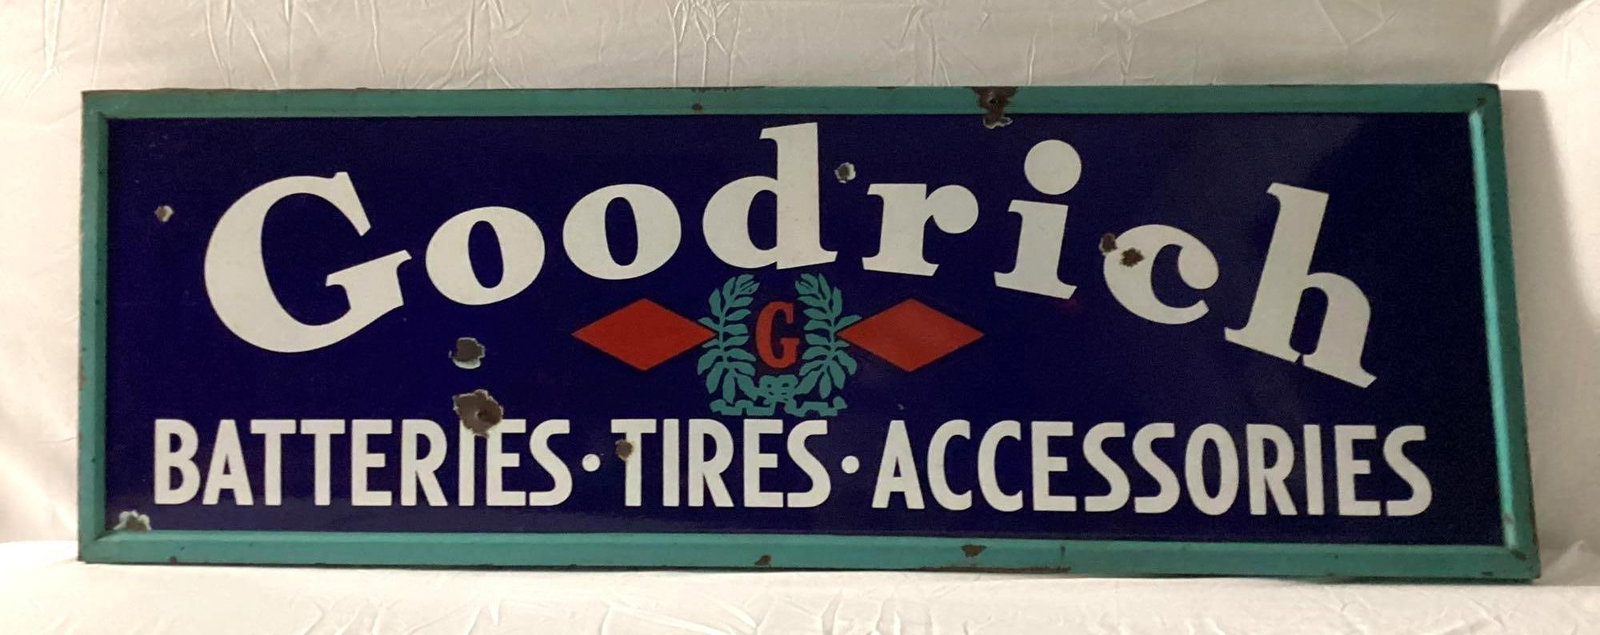 Goodrich
G
BATTERIES · TIRES · ACCESSORIES